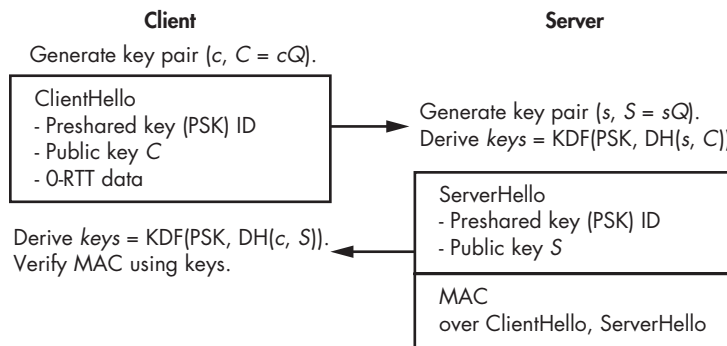 Client
Server
Generate key pair (c, C = cQ).
ClientHello
- Preshared key (PSK) ID
- Public key C
- 0-RTT data
Generate key pair (s, S = sQ).
Derive keys = KDF(PSK, DH(s, C))
ServerHello
- Preshared key (PSK) ID
- Public key S
Derive keys = KDF(PSK, DH(c, S)).
Verify MAC using keys.
MAC
over ClientHello, ServerHello